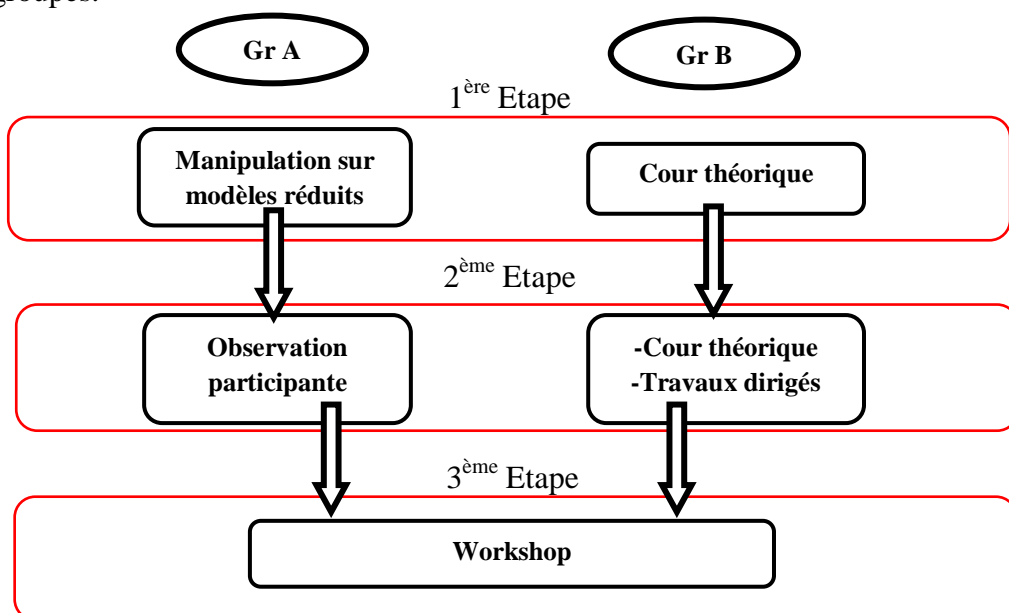 groupes.
Gr A
Gr B
1ère Etape
Manipulation sur
modèles réduits
Cour théorique
2ème Etape
Observation
participante
-Cour théorique
-Travaux dirigés
3ème Etape
Workshop